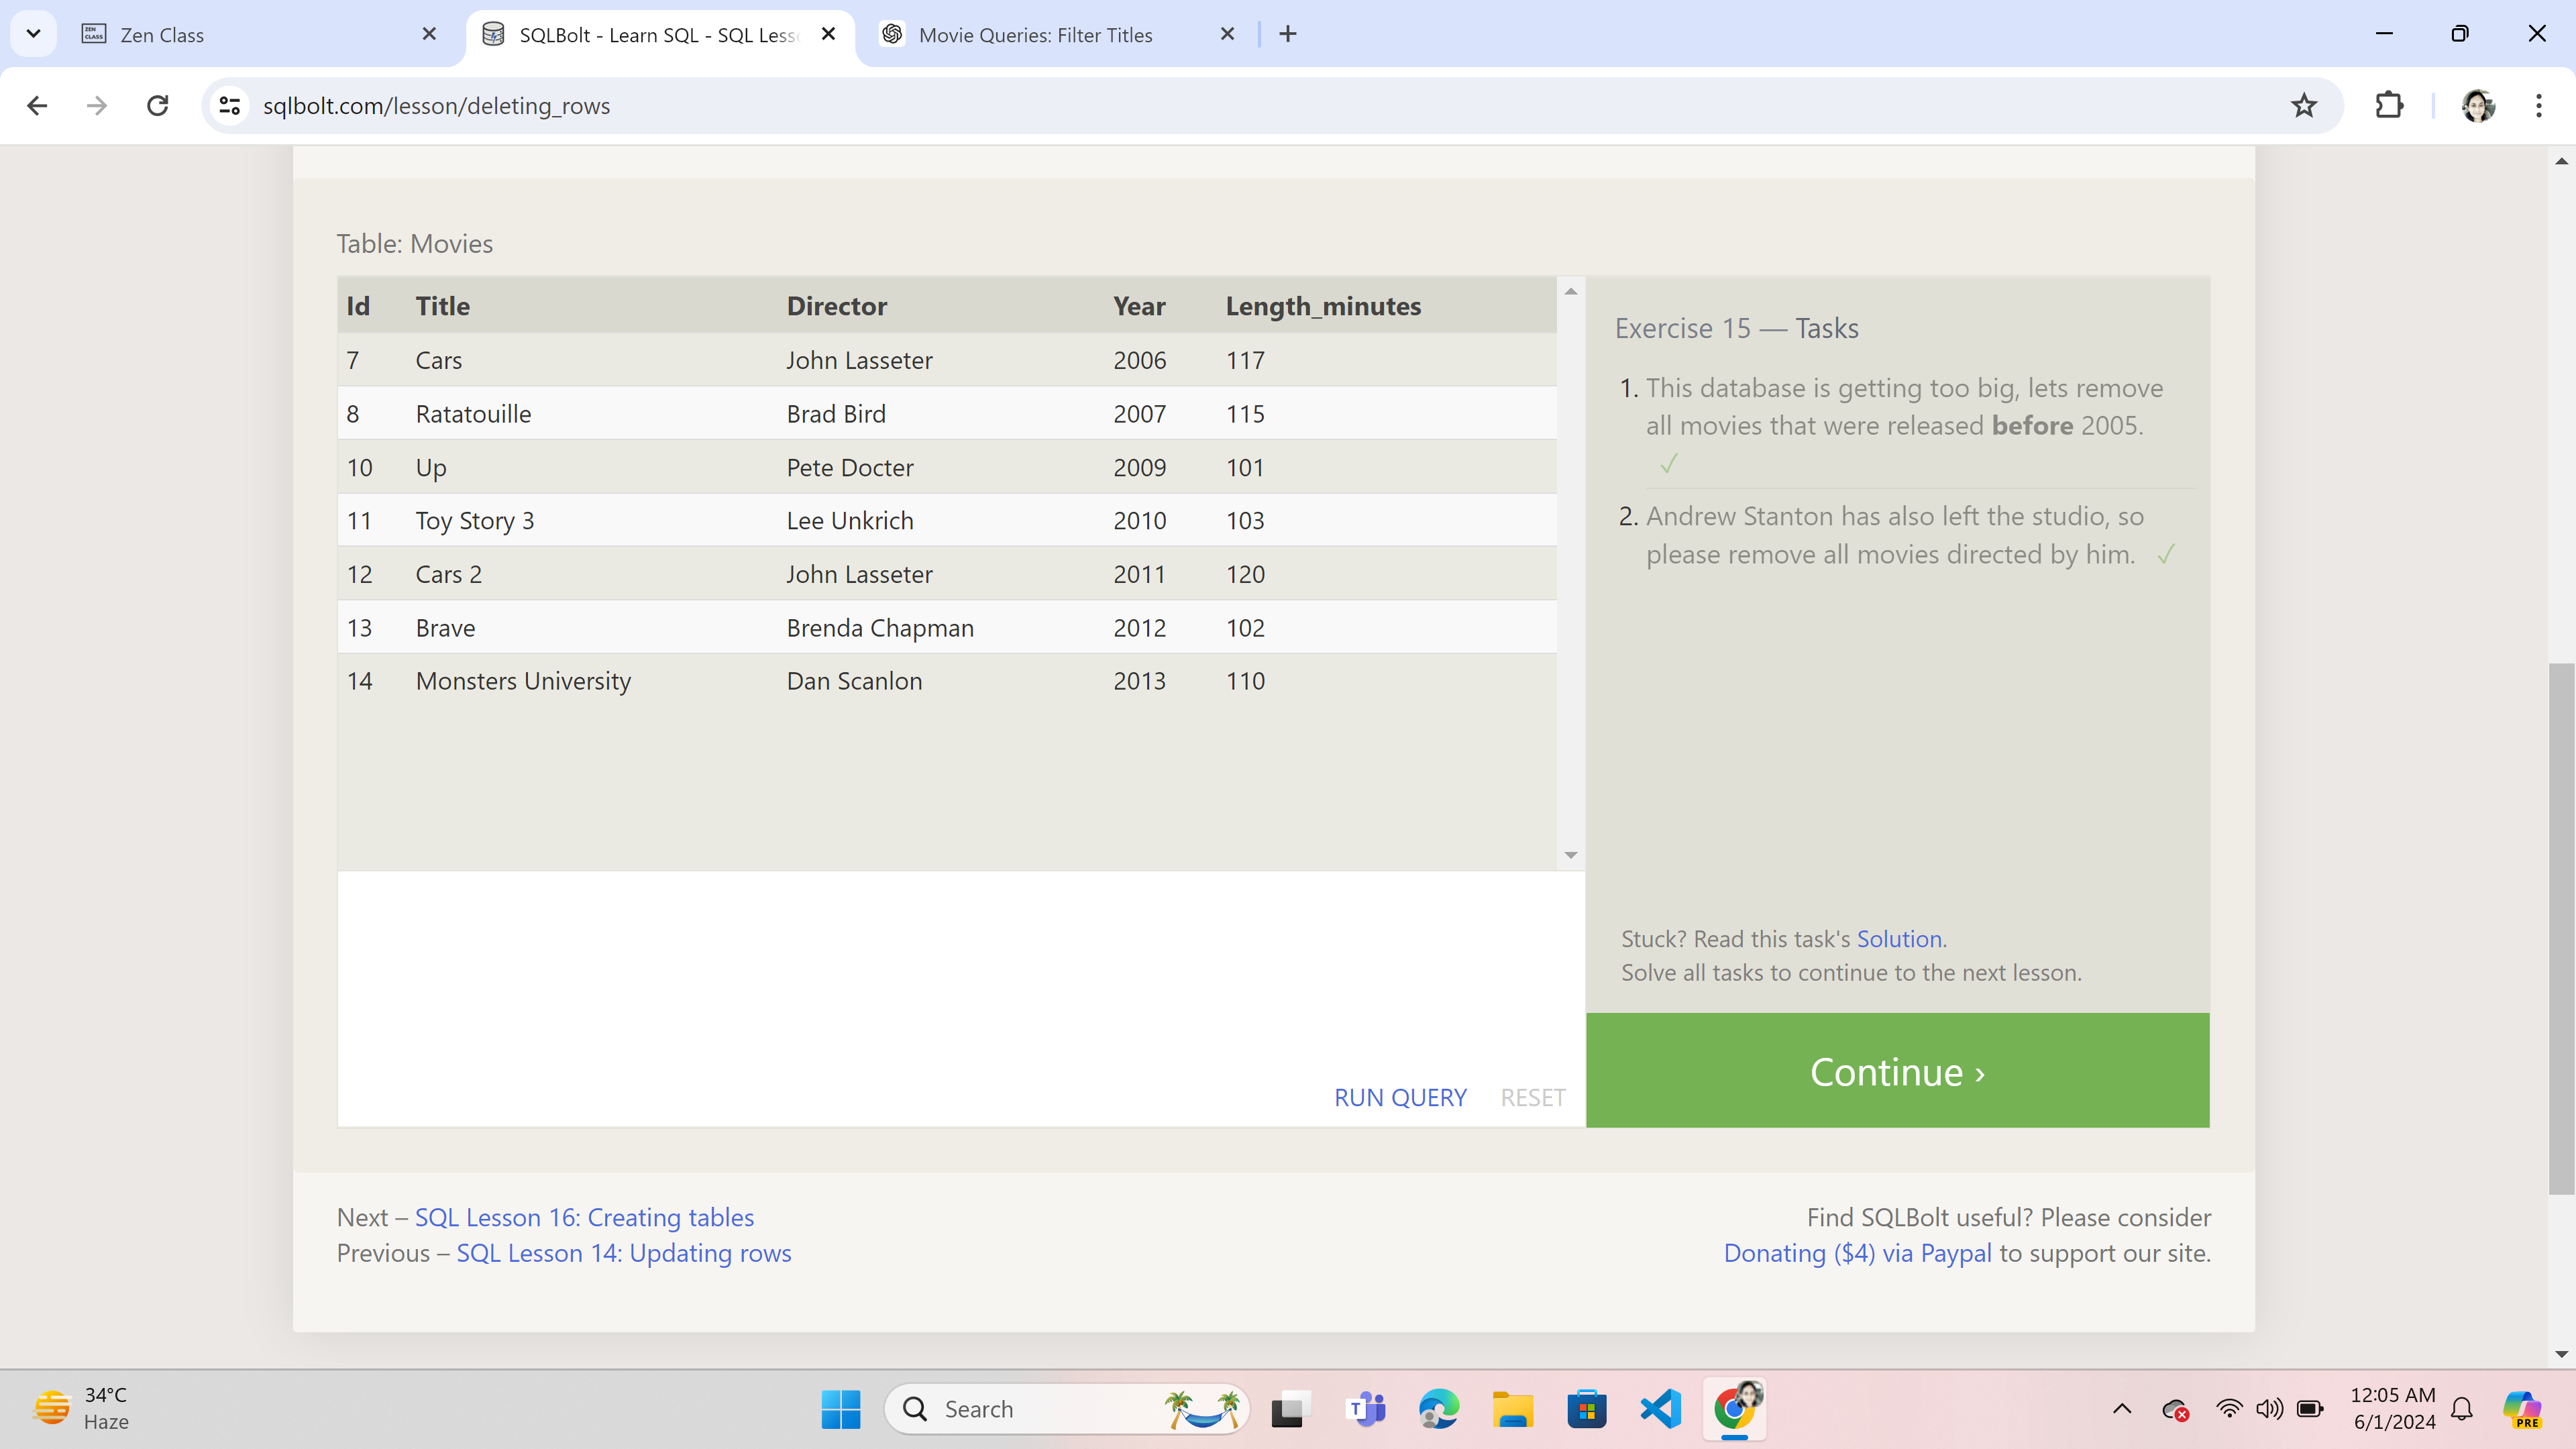 Zen Class
SQLBolt - Learn SQL - SQL Less
Movie Queries: Filter Titles
sqlbolt.com/lesson/deleting_rows
Table: Movies
Id Title Director Year Length_minutes
7 Cars John Lasseter 2006 117
8 Ratatouille Brad Bird 2007 115
10 Up Pete Docter 2009 101
11 Toy Story 3 Lee Unkrich 2010 103
12 Cars 2 John Lasseter 2011 120
13 Brave Brenda Chapman 2012 102
14 Monsters University Dan Scanlon 2013 110
RUN QUERY RESET
Exercise 15 — Tasks
1. This database is getting too big, lets remove
all movies that were released before 2005.
✓
2. Andrew Stanton has also left the studio, so
please remove all movies directed by him. ✓
Stuck? Read this task's Solution.
Solve all tasks to continue to the next lesson.
Continue ›
Next – SQL Lesson 16: Creating tables
Previous – SQL Lesson 14: Updating rows
Find SQLBolt useful? Please consider
Donating ($4) via Paypal to support our site.
34°C
Haze
Search
12:05 AM
6/1/2024
PRE